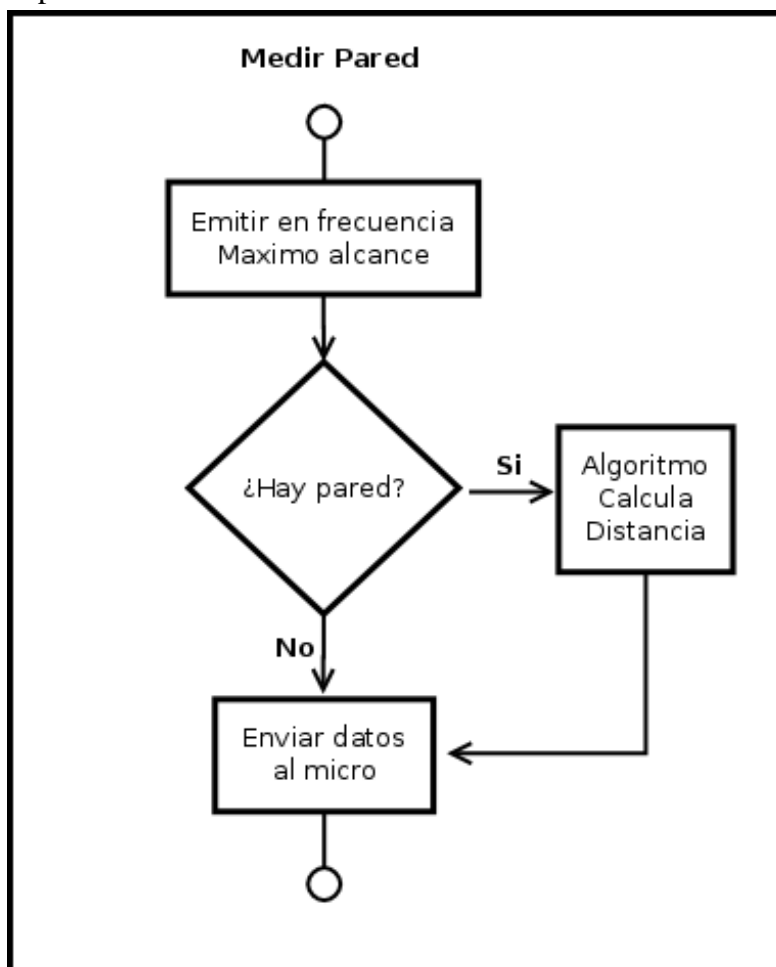 Medir Pared
Emitir en frecuencia
Maximo alcance
¿Hay pared?
Si
Algoritmo
Calcula
Distancia
No
Enviar datos
al micro